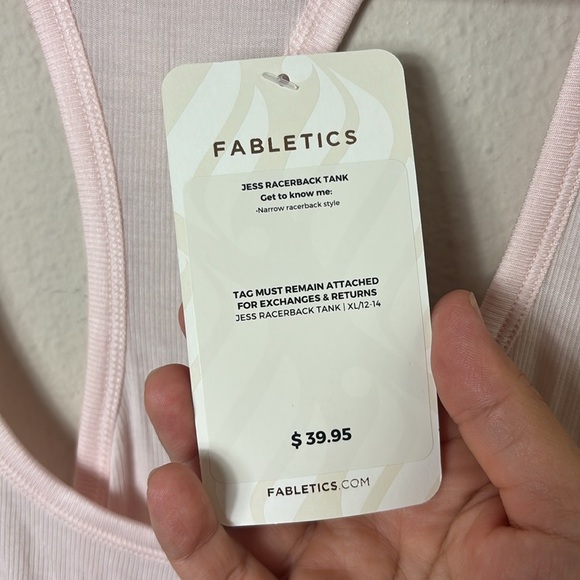 FABLETICS
JESS RACERBACK TANK
Get to know me:
-Narrow racerback style
TAG MUST REMAIN ATTACHED
FOR EXCHANGES & RETURNS
JESS RACERBACK TANK | XL/12-14
$ 39.95
FABLETICS.COM